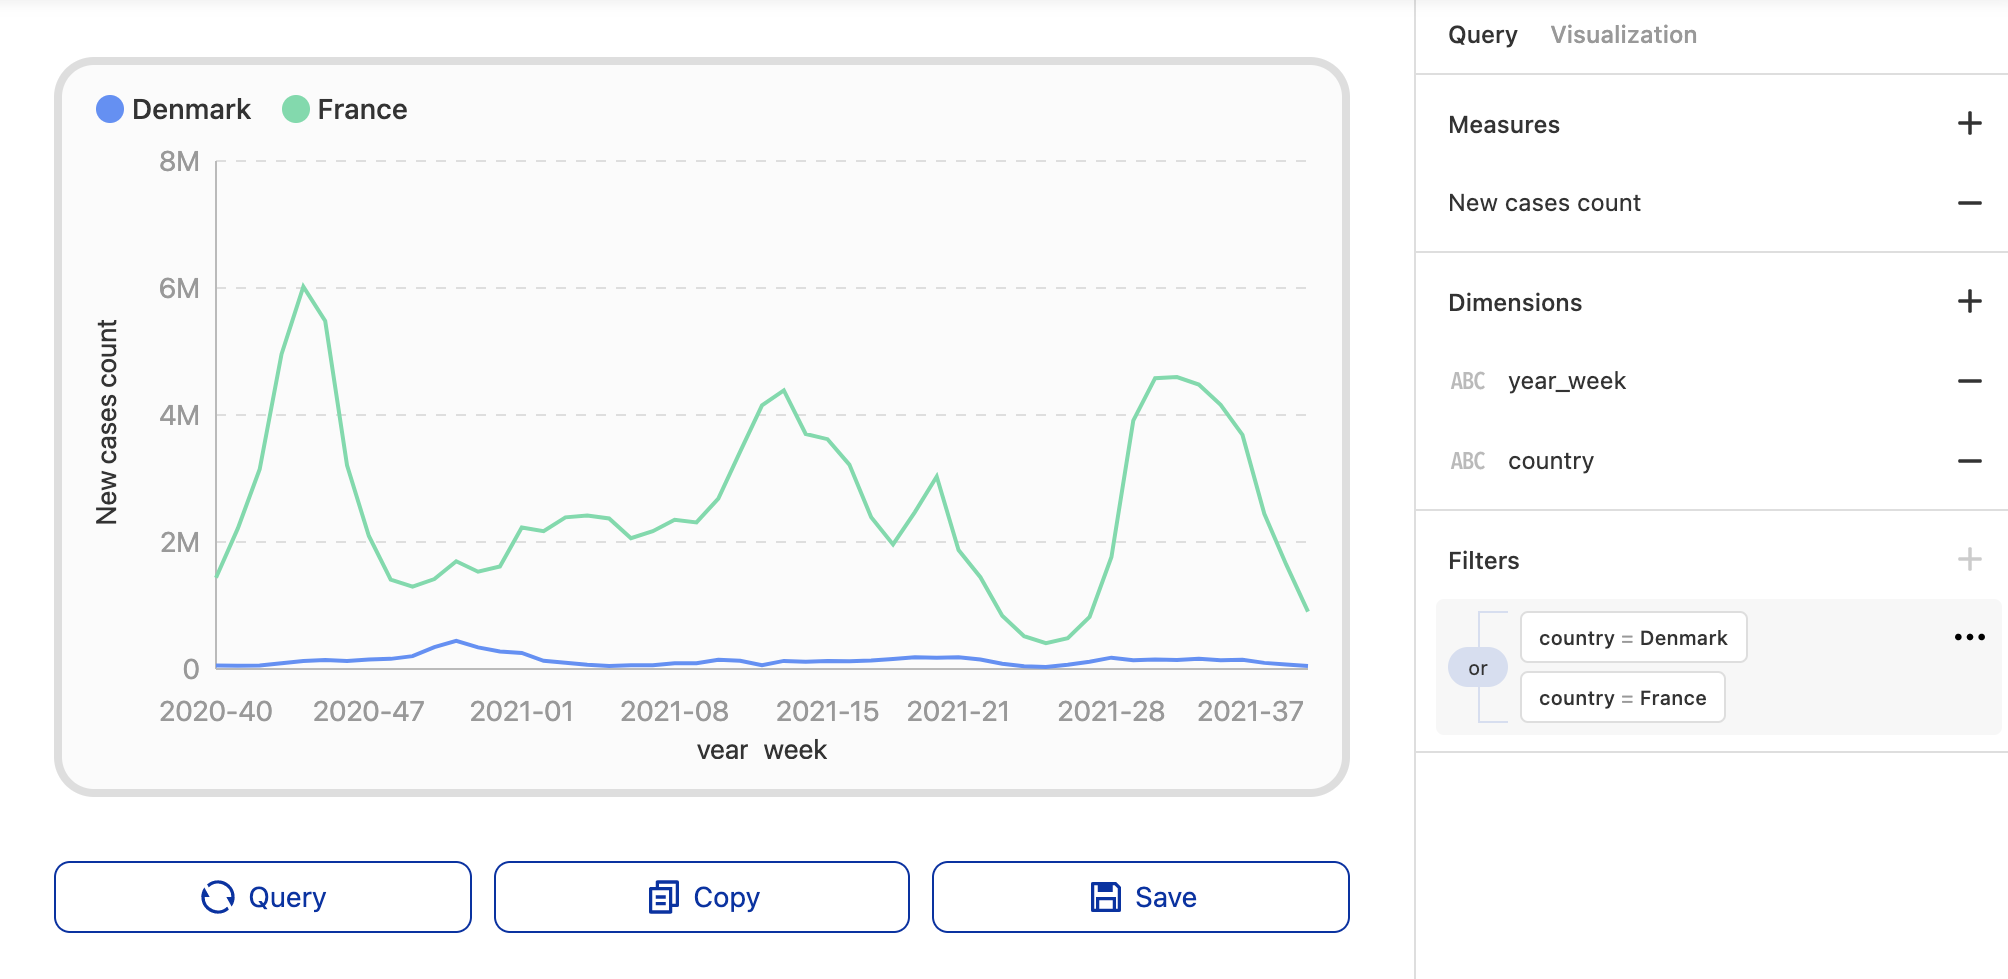 Query Visualization
Denmark France
8M
6M
4M
2M
0
New cases count
2020-40 2020-47 2021-01 2021-08 2021-15 2021-21 2021-28 2021-37
year week
Query
Copy
Save
Measures
New cases count
Dimensions
ABC year_week
ABC country
Filters
or
country = Denmark
country = France